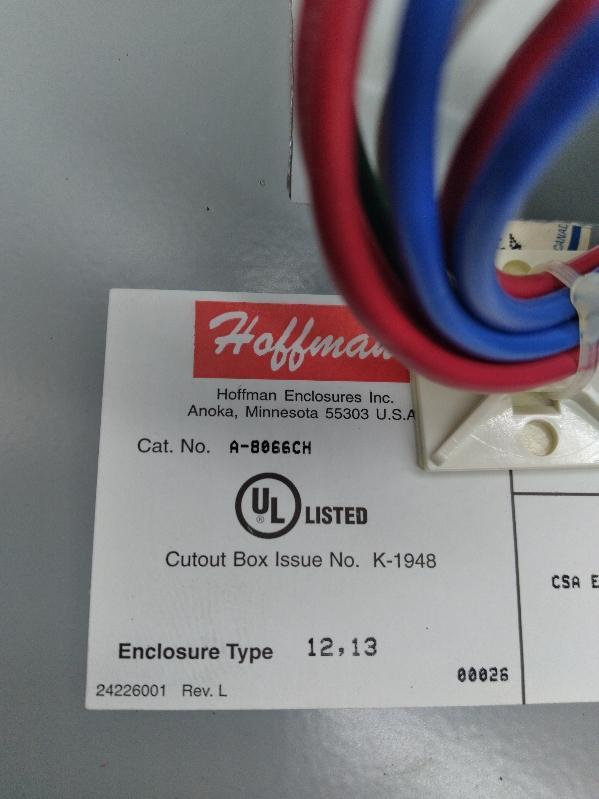 Hoffman
Hoffman Enclosures Inc.
Anoka, Minnesota 55303 U.S.A
Cat. No. A-8066CH
UL
®
LISTED
Cutout Box Issue No. K-1948
Enclosure Type 12,13
00026
24226001 Rev. L
CSA E
CANAD